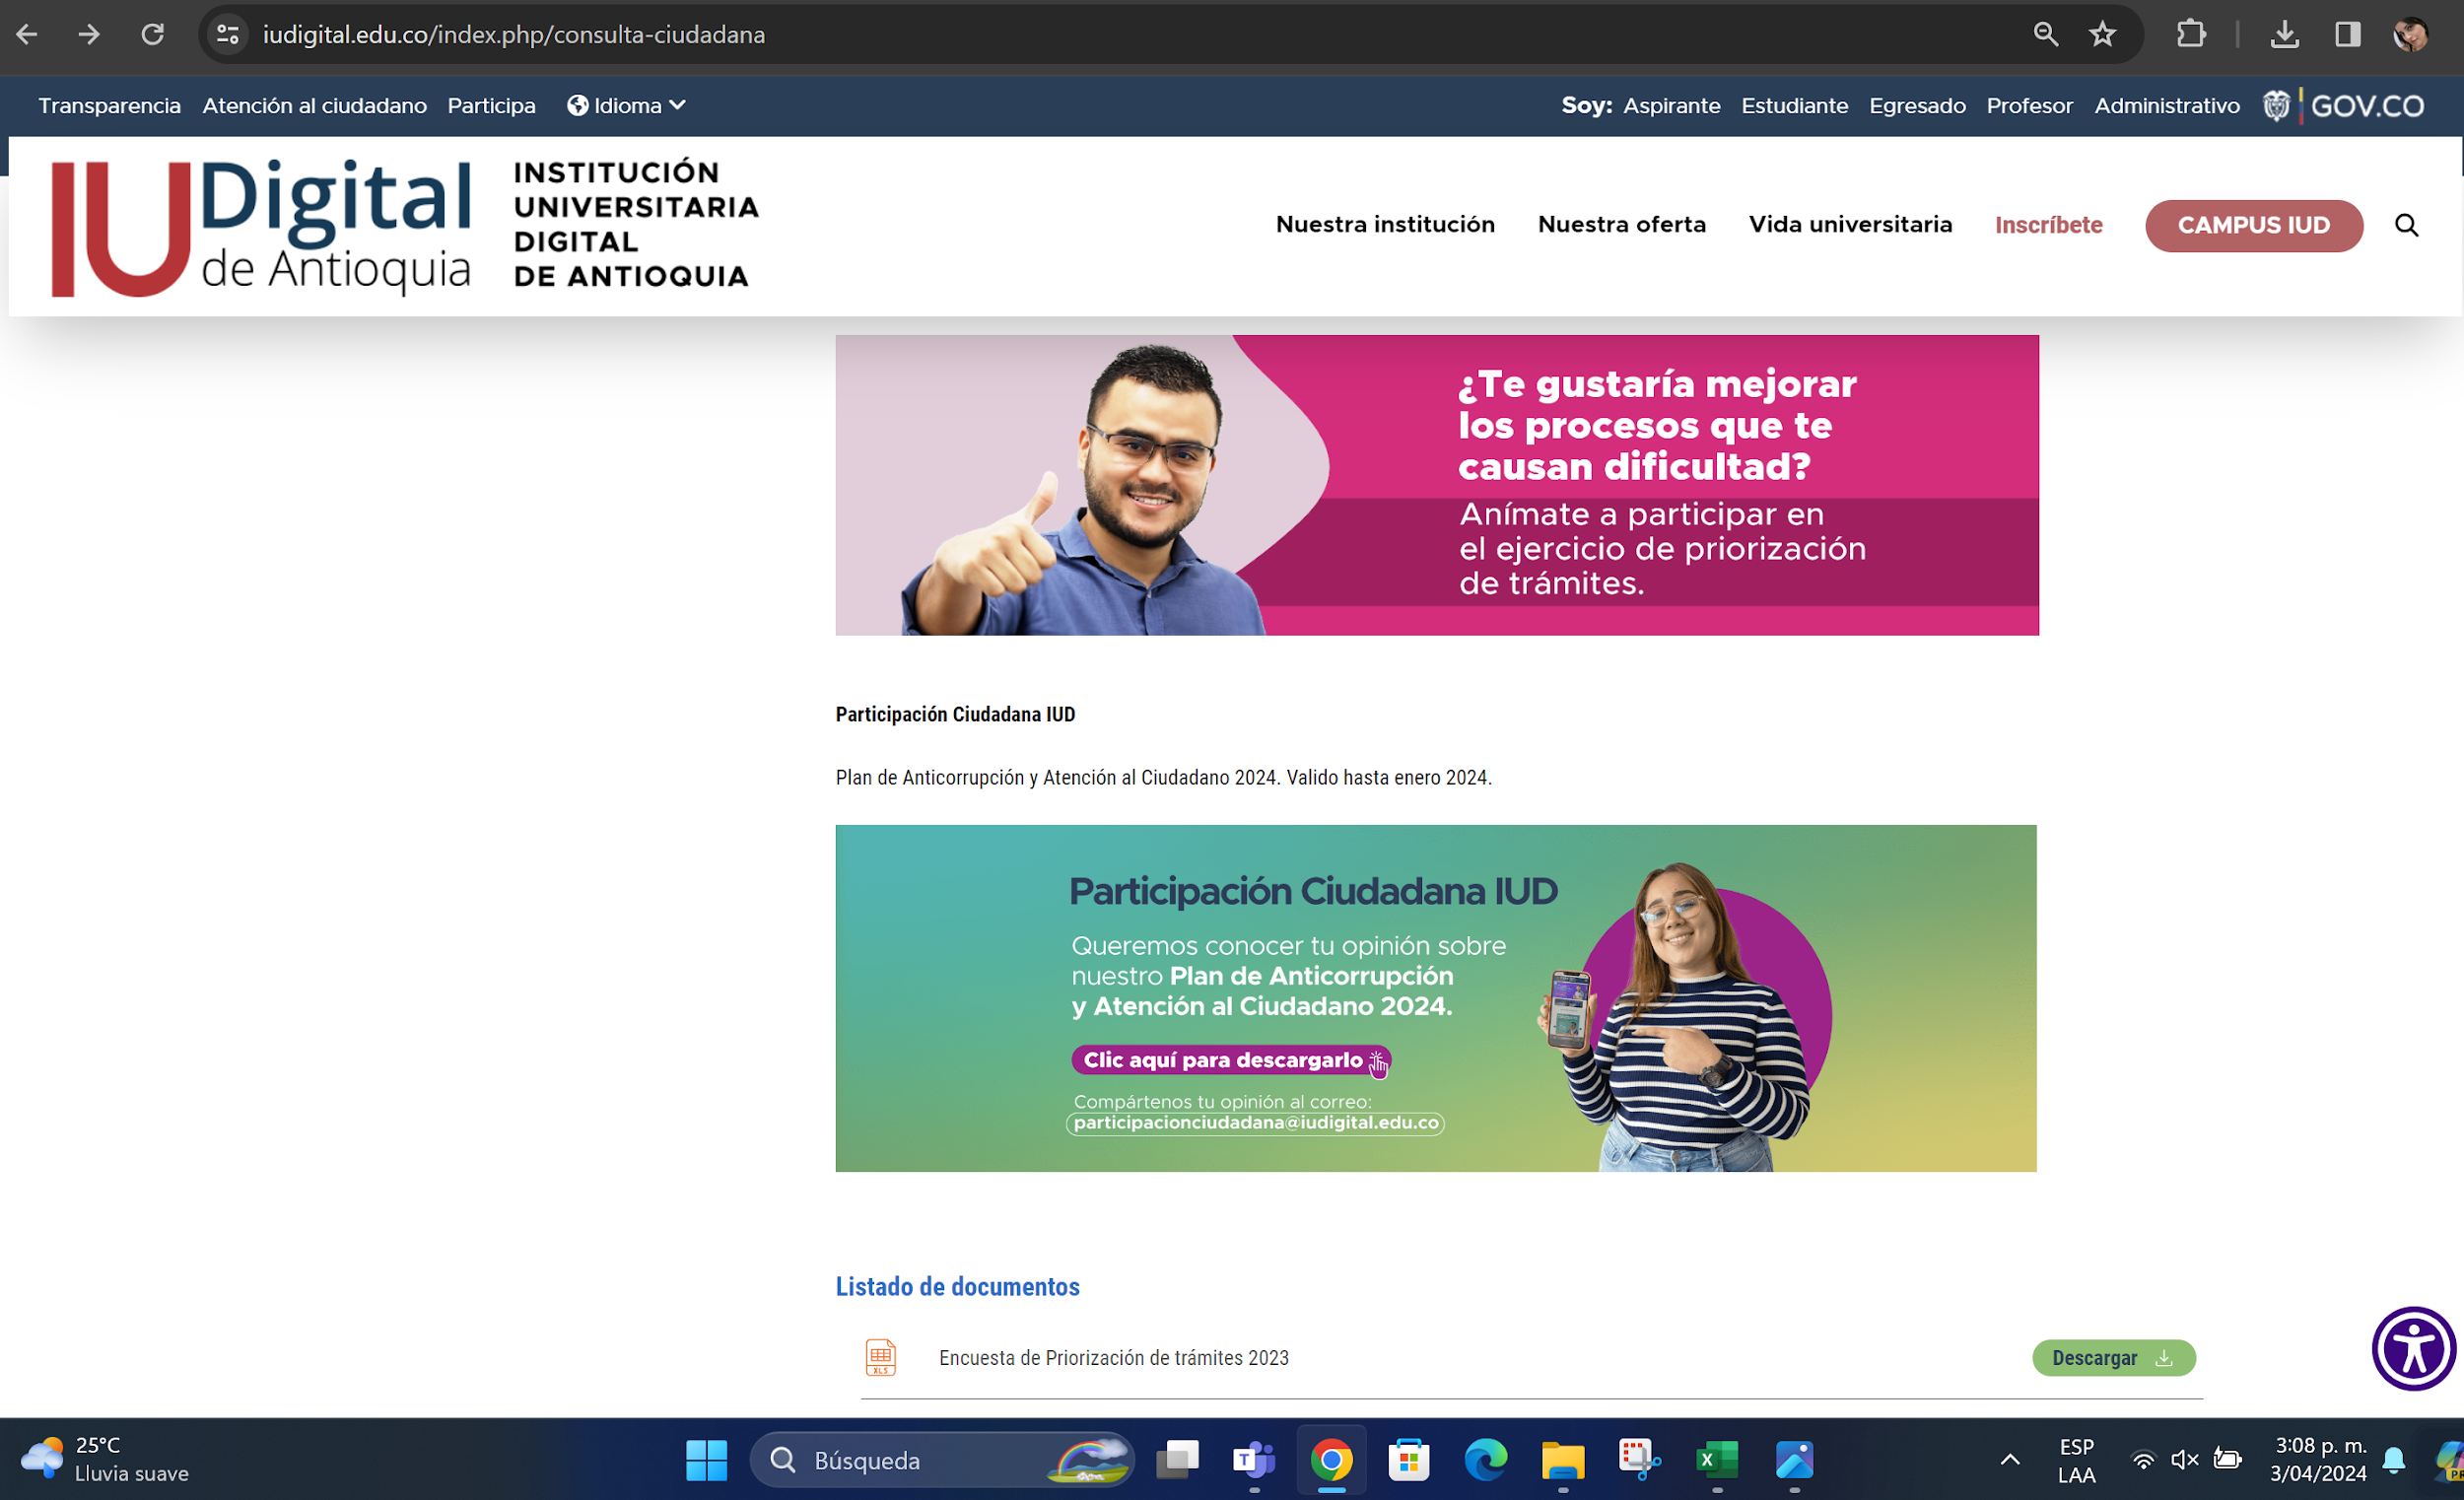 iudigital.edu.co/index.php/consulta-ciudadana
Transparencia Atención al ciudadano Participa Idioma Soy: Aspirante Estudiante Egresado Profesor Administrativo GOV.CO
IUDigital
de Antioquia
INSTITUCIÓN
UNIVERSITARIA
DIGITAL
DE ANTIOQUIA
Nuestra institución Nuestra oferta Vida universitaria Inscríbete CAMPUS IUD
¿Te gustaría mejorar
los procesos que te
causan dificultad?
Anímate a participar en
el ejercicio de priorización
de trámites.
Participación Ciudadana IUD
Plan de Anticorrupción y Atención al Ciudadano 2024. Valido hasta enero 2024.
Participación Ciudadana IUD
Queremos conocer tu opinión sobre
nuestro Plan de Anticorrupción
y Atención al Ciudadano 2024.
Clic aquí para descargarlo
Compártenos tu opinión al correo:
participacionciudadana@iudigital.edu.co
Listado de documentos
XLS
Encuesta de Priorización de trámites 2023 Descargar
25°C
Lluvia suave
Búsqueda
ESP
LAA
3:08 p. m.
3/04/2024